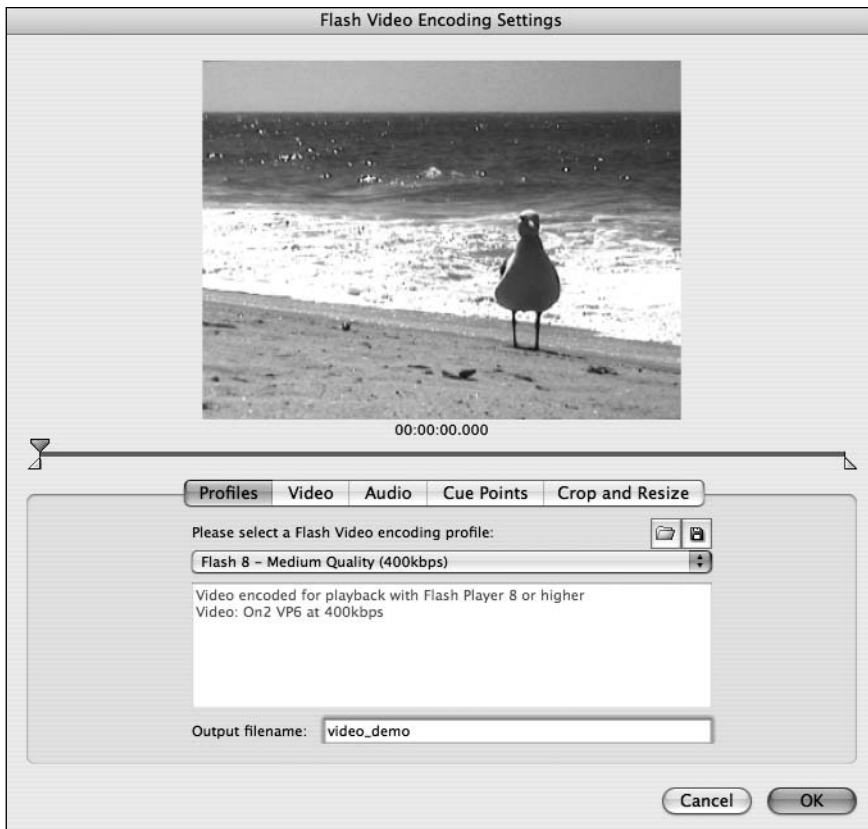 Flash Video Encoding Settings
00:00:00.000
Profiles Video Audio Cue Points Crop and Resize
Please select a Flash Video encoding profile:
Flash 8 – Medium Quality (400kbps)
Video encoded for playback with Flash Player 8 or higher
Video: On2 VP6 at 400kbps
Output filename: video_demo
Cancel OK